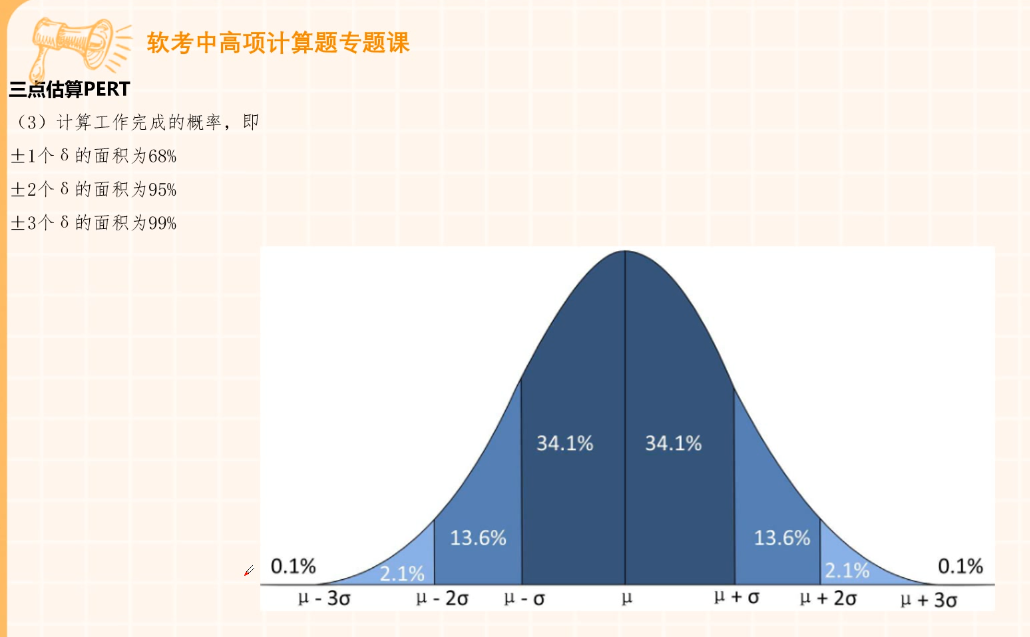 软考中高项计算题专题课
三点估算PERT
（3）计算工作完成的概率，即
±1个δ的面积为68%
±2个δ的面积为95%
±3个δ的面积为99%
34.1% 34.1%
13.6% 13.6%
0.1% 2.1% 2.1% 0.1%
μ - 3σ μ - 2σ μ - σ μ μ + σ μ + 2σ μ + 3σ